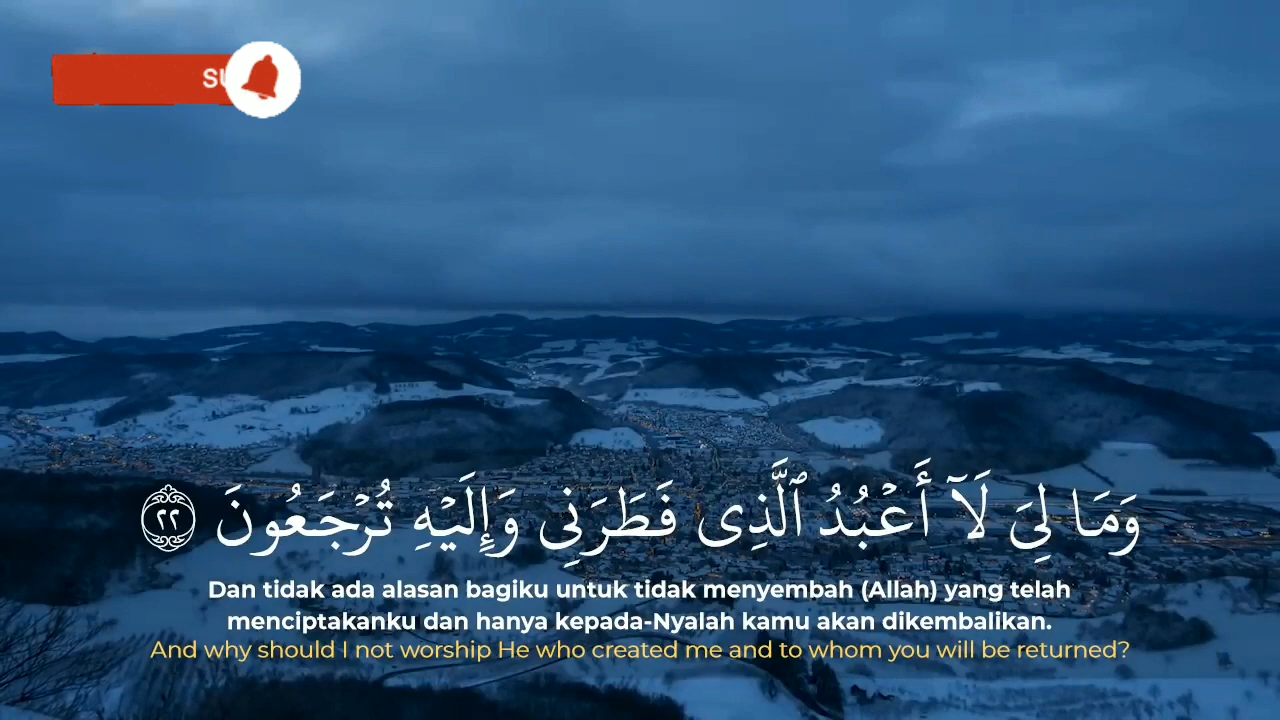 SU
وَمَا لِىَ لَآ أَعْبُدُ ٱلَّذِى فَطَرَنِى وَإِلَيْهِ تُرْجَعُونَ ٢٢
Dan tidak ada alasan bagiku untuk tidak menyembah (Allah) yang telah
menciptakanku dan hanya kepada-Nyalah kamu akan dikembalikan.
And why should I not worship He who created me and to whom you will be returned?